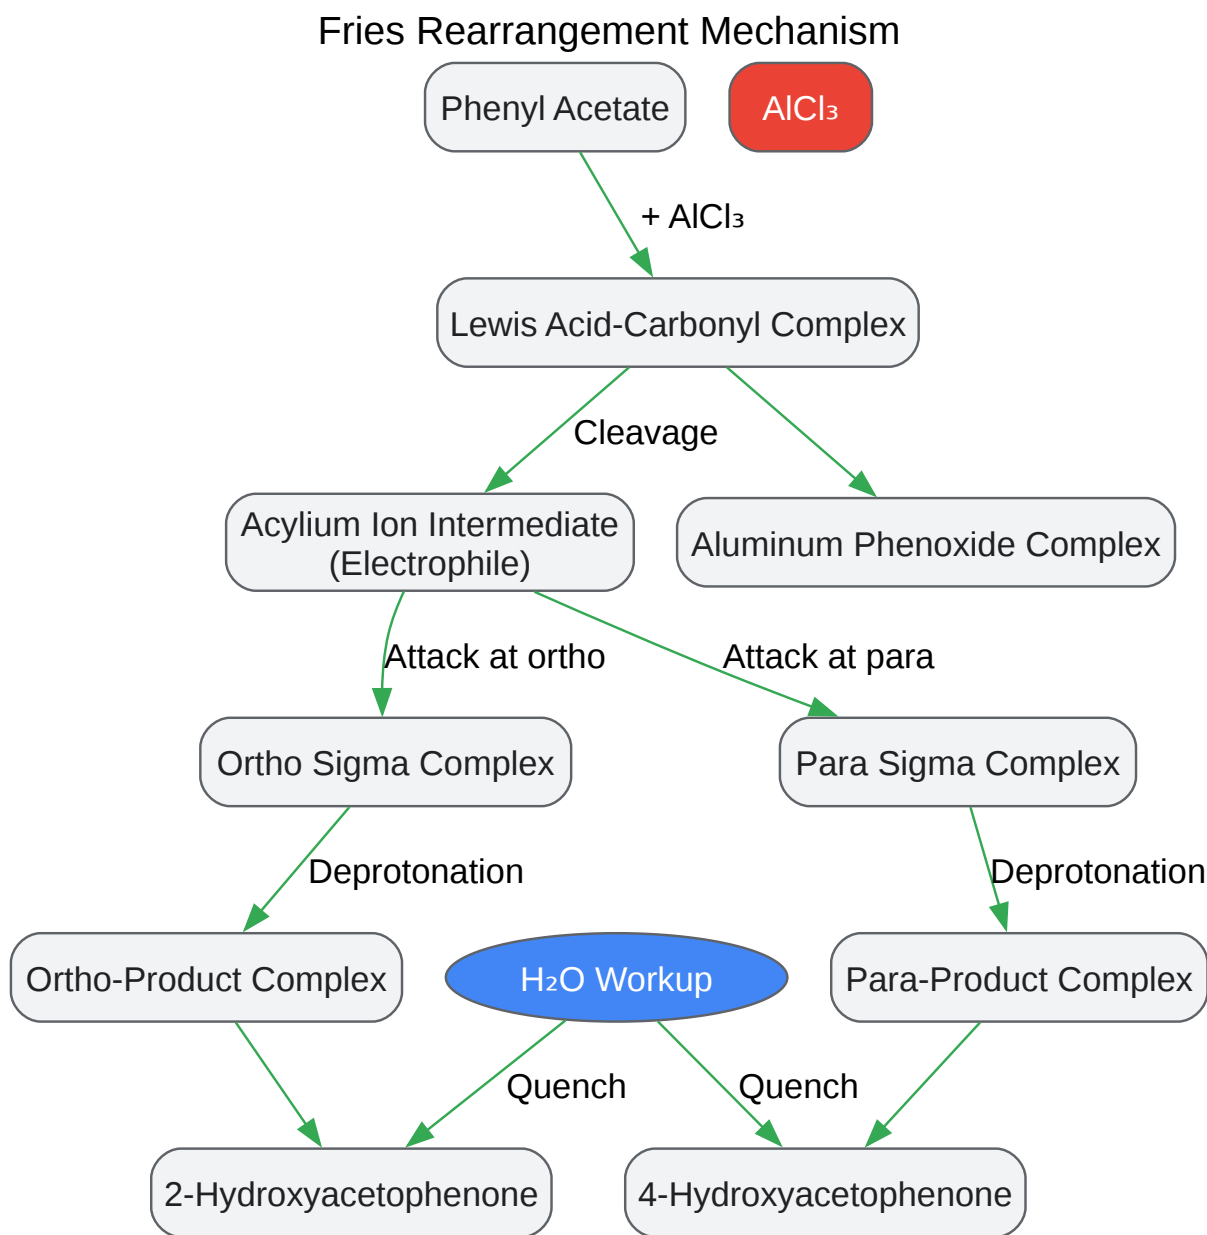 Fries Rearrangement Mechanism
Phenyl Acetate
AlCl₃
+ AlCl₃
Lewis Acid-Carbonyl Complex
Cleavage
Acylium Ion Intermediate
(Electrophile)
Aluminum Phenoxide Complex
Attack at ortho
Attack at para
Ortho Sigma Complex
Para Sigma Complex
Deprotonation
Deprotonation
Ortho-Product Complex
H₂O Workup
Para-Product Complex
Quench
Quench
2-Hydroxyacetophenone
4-Hydroxyacetophenone